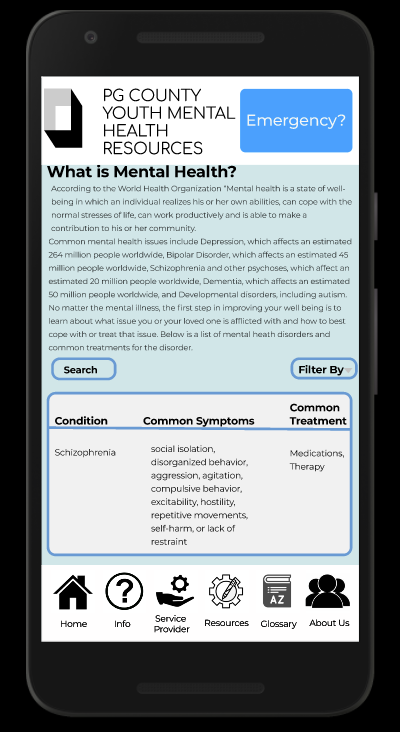 PG COUNTY
YOUTH MENTAL
HEALTH
RESOURCES
Emergency?
What is Mental Health?
According to the World Health Organization “Mental health is a state of well-
being in which an individual realizes his or her own abilities, can cope with the
normal stresses of life, can work productively and is able to make a
contribution to his or her community.
Common mental health issues include Depression, which affects an estimated
264 million people worldwide, Bipolar Disorder, which affects an estimated 45
million people worldwide, Schizophrenia and other psychoses, which affect an
estimated 20 million people worldwide, Dementia, which affects an estimated
50 million people worldwide, and Developmental disorders, including autism.
No matter the mental illness, the first step in improving your well being is to
learn about what issue you or your loved one is afflicted with and how to best
cope with or treat that issue. Below is a list of mental heath disorders and
common treatments for the disorder.
Search
Filter By
Condition
Common Symptoms
Common
Treatment
Schizophrenia
social isolation,
disorganized behavior,
aggression, agitation,
compulsive behavior,
excitability, hostility,
repetitive movements,
self-harm, or lack of
restraint
Medications,
Therapy
AZ
Home
Info
Service
Provider
Resources
Glossary
About Us